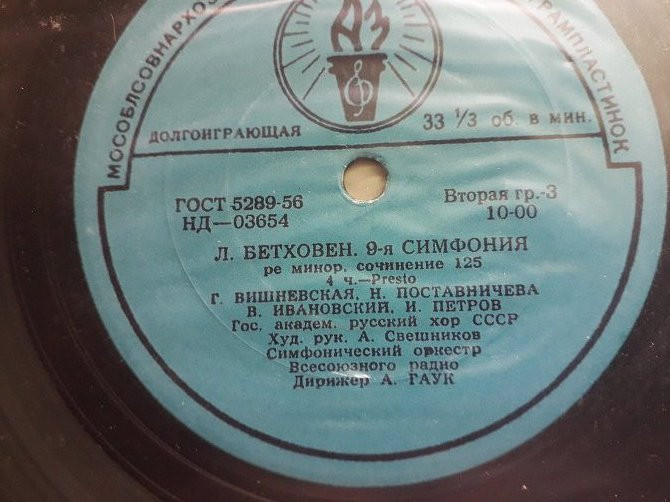 МОСОБЛСОВНАРХОЗ
ГРАМПЛАСТИНОК
АЗ
ДОЛГОИГРАЮЩАЯ
33 1/3 об. в мин.
ГОСТ 5289-56
НД—03654
Вторая гр.-3
10-00
Л. БЕТХОВЕН. 9-я СИМФОНИЯ
ре минор, сочинение 125
4 ч.—Presto
Г. ВИШНЕВСКАЯ, Н. ПОСТАВНИЧЕВА
В. ИВАНОВСКИЙ, И. ПЕТРОВ
Гос. академ. русский хор СССР
Худ. рук. А. Свешников
Симфонический оркестр
Всесоюзного радио
Дирижер А. ГАУК